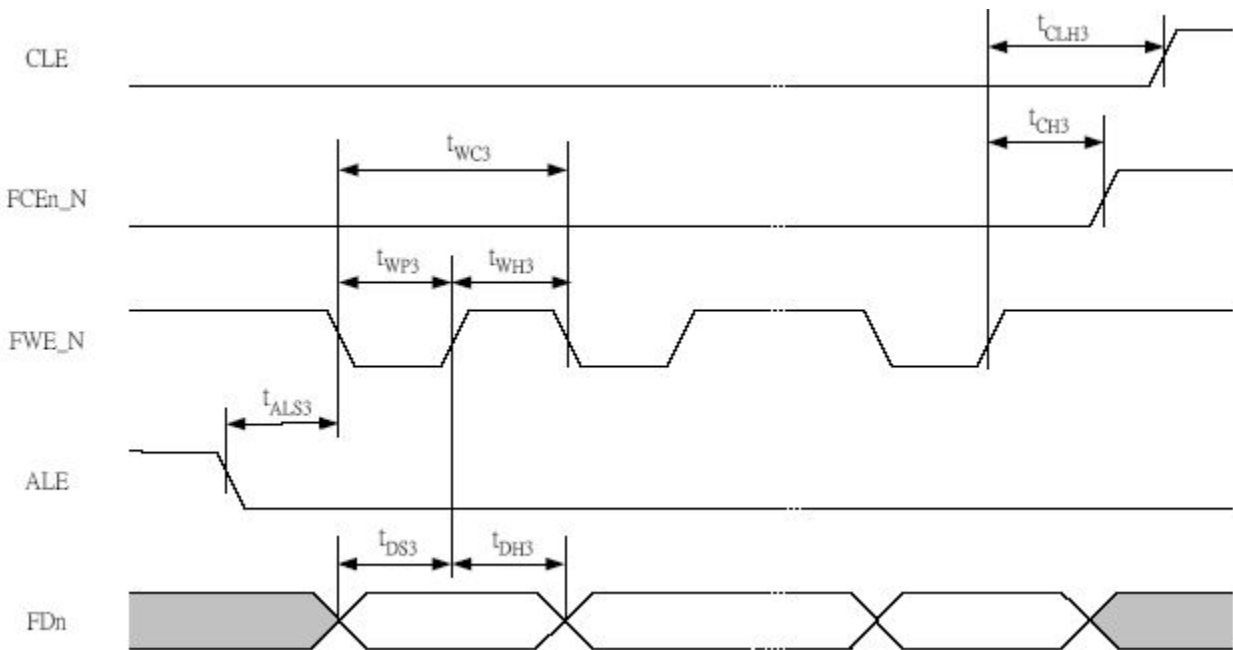 CLE
tCLH3
tCH3
tWC3
FCEn_N
tWP3
tWH3
FWE_N
tALS3
ALE
tDS3
tDH3
FDn